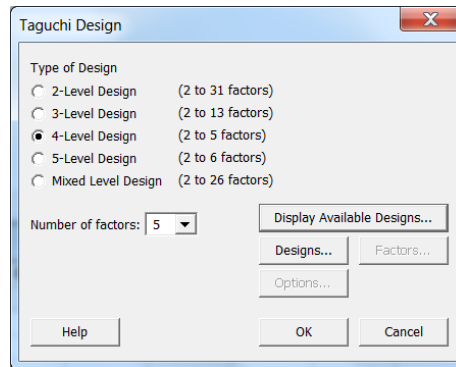 Taguchi Design
Type of Design
2-Level Design (2 to 31 factors)
3-Level Design (2 to 13 factors)
4-Level Design (2 to 5 factors)
5-Level Design (2 to 6 factors)
Mixed Level Design (2 to 26 factors)
Number of factors: 5
Display Available Designs...
Designs... Factors...
Options...
Help OK Cancel